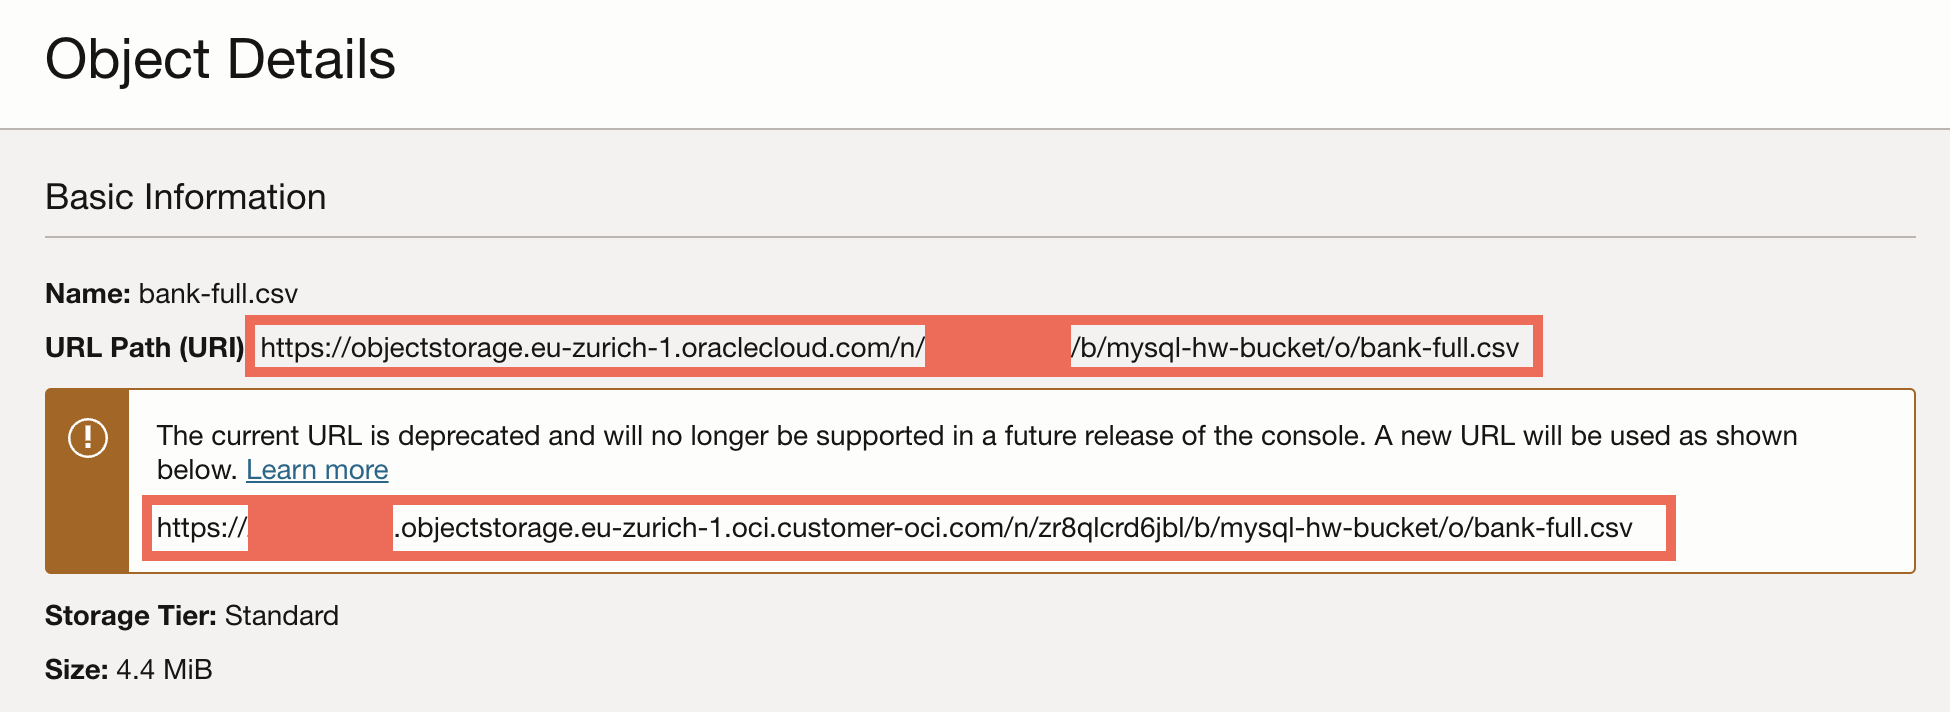 Object Details
Basic Information
Name: bank-full.csv
URL Path (URI) https://objectstorage.eu-zurich-1.oraclecloud.com/n/ /b/mysql-hw-bucket/o/bank-full.csv
The current URL is deprecated and will no longer be supported in a future release of the console. A new URL will be used as shown
below. Learn more
https:// .objectstorage.eu-zurich-1.oci.customer-oci.com/n/zr8qlcrd6jbl/b/mysql-hw-bucket/o/bank-full.csv
Storage Tier: Standard
Size: 4.4 MiB